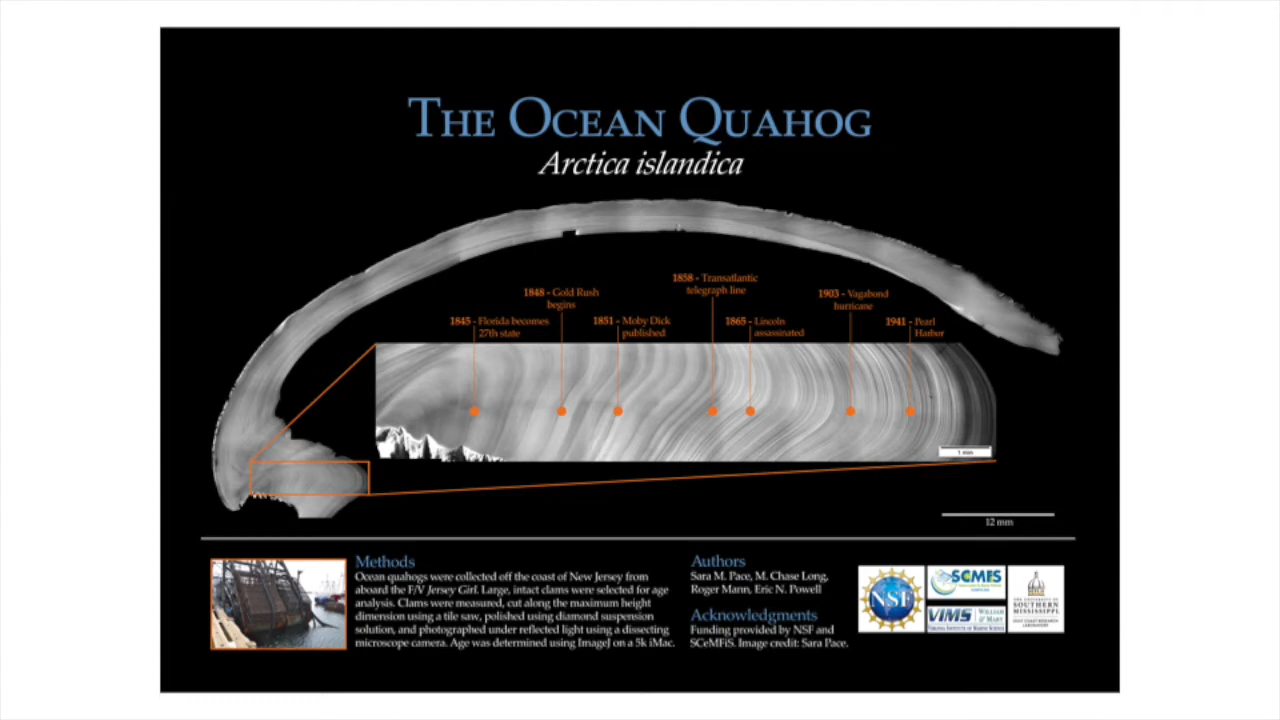 THE OCEAN QUAHOG
Arctica islandica
1858 - Transatlantic
telegraph line
1848 - Gold Rush
begins
1903 - Vagabond
hurricane
1845 - Florida becomes
27th state
1851 - Moby Dick
published
1865 - Lincoln
assassinated
1941 - Pearl
Harbor
1 mm
12 mm
Methods
Ocean quahogs were collected off the coast of New Jersey from
aboard the F/V Jersey Girl. Large, intact clams were selected for age
analysis. Clams were measured, cut along the maximum height
dimension using a tile saw, polished using diamond suspension
solution, and photographed under reflected light using a dissecting
microscope camera. Age was determined using ImageJ on a 5k iMac.
Authors
Sara M. Pace, M. Chase Long,
Roger Mann, Eric N. Powell
Acknowledgments
Funding provided by NSF and
SCeMFiS. Image credit: Sara Pace.
NSF
SCMFS
VIMS
WILLIAM
& MARY
VIRGINIA INSTITUTE OF MARINE SCIENCE
THE UNIVERSITY OF
SOUTHERN
MISSISSIPPI
GULF COAST RESEARCH
LABORATORY